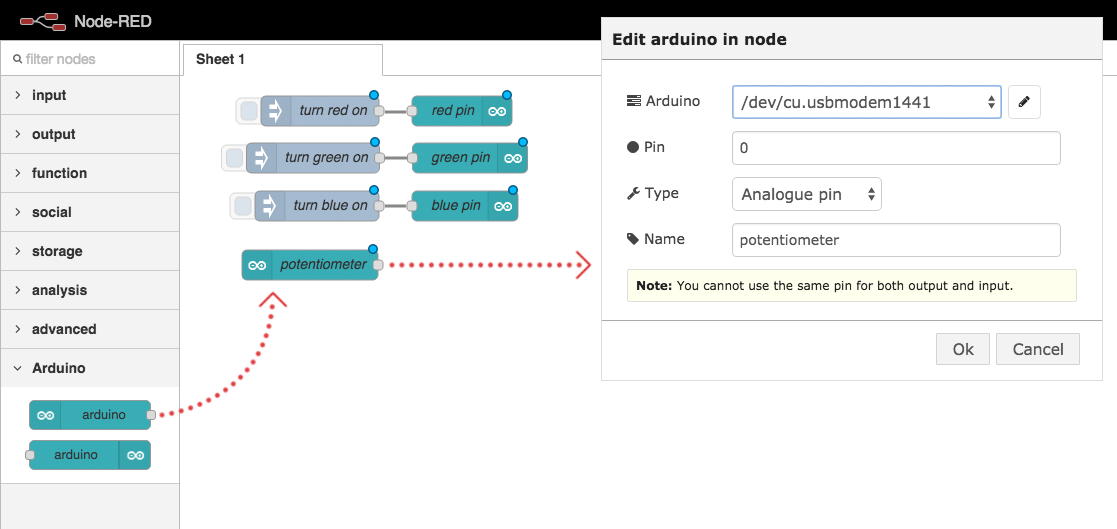 Node-RED
filter nodes
input
output
function
social
storage
analysis
advanced
Arduino
arduino
arduino
Sheet 1
turn red on
red pin
turn green on
green pin
turn blue on
blue pin
potentiometer
Edit arduino in node
Arduino
/dev/cu.usbmodem1441
Pin
0
Type
Analogue pin
Name
potentiometer
Note: You cannot use the same pin for both output and input.
Ok
Cancel